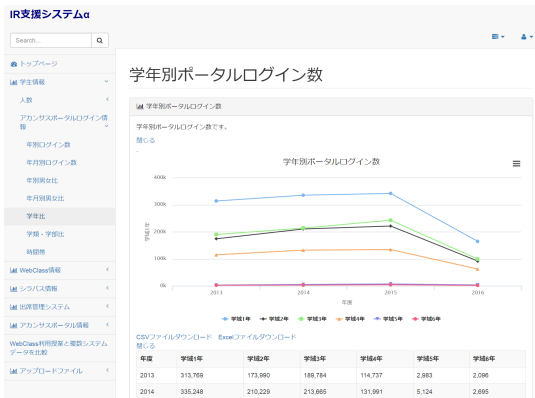 IR支援システムα
Search...
トップページ
学生情報
人数
アカンサスポータルログイン情報
年別ログイン数
年月別ログイン数
年別男女比
年月別男女比
学年比
学類・学部比
時間帯
WebClass情報
シラバス情報
出席管理システム
アカンサスポータル情報
WebClass利用授業と複数システム
データを比較
アップロードファイル
学年別ポータルログイン数
学年別ポータルログイン数
学年別ポータルログイン数です。
閉じる
学年別ポータルログイン数
400k
300k
200k
100k
0k
学域1年
2013 2014 2015 2016
年度
学域1年 学域2年 学域3年 学域4年 学域5年 学域6年
CSVファイルダウンロード Excelファイルダウンロード
閉じる
年度 学域1年 学域2年 学域3年 学域4年 学域5年 学域6年
2013 313,769 173,990 189,784 114,737 2,983 2,096
2014 335,248 210,229 213,665 131,991 5,124 2,695